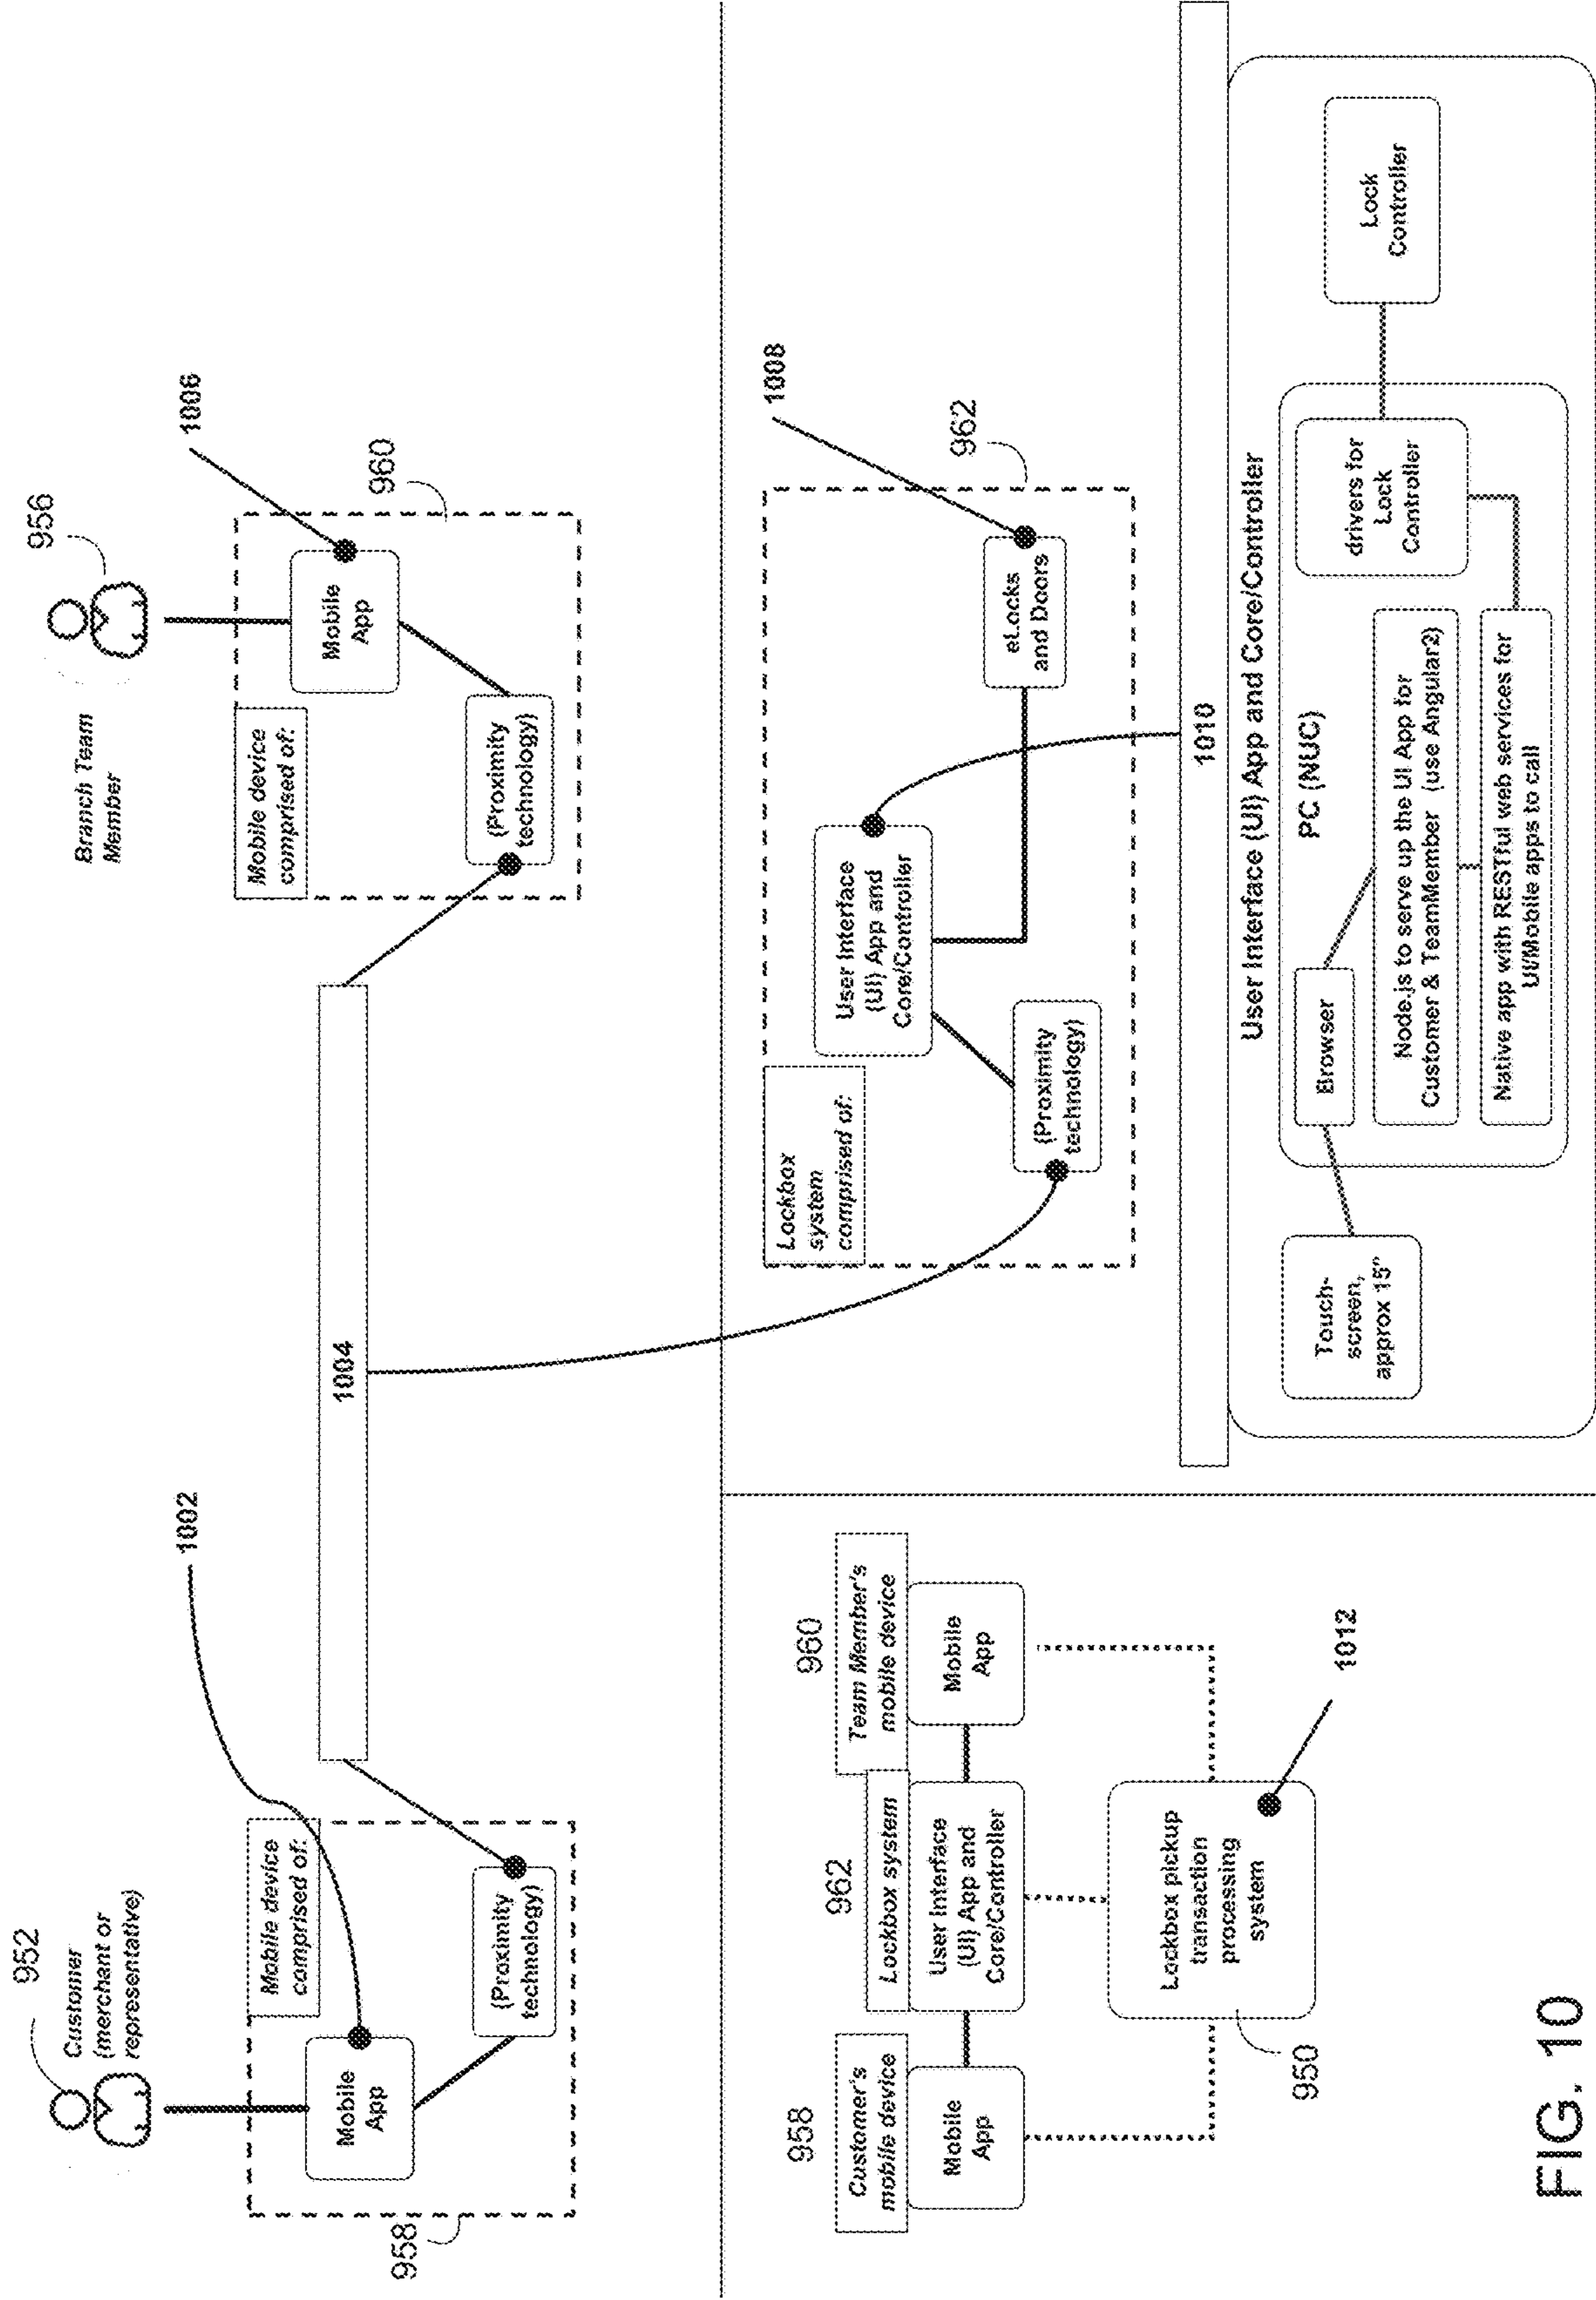 952
Customer
(merchant or
representative)
Mobile device
comprised of:
Mobile
App
(Proximity
technology)
958
1002
1004
956
Branch Team
Member
1006
960
Mobile device
comprised of:
Mobile
App
(Proximity
technology)
958
Customer's
mobile device
Mobile
App
962
Lockbox system
User Interface
(UI) App and
Core/Controller
960
Team Member's
mobile device
Mobile
App
Lockbox pickup
transaction
processing
system
950
1012
Lockbox
system
comprised of:
User Interface
(UI) App and
Core/Controller
(Proximity
technology)
eLocks
and Doors
1008
962
1010
User Interface (UI) App and Core/Controller
PC (NUC)
Touch-
screen,
approx 15"
Browser
Node.js to serve up the UI App for
Customer & TeamMember (use Angular2)
Native app with RESTful web services for
UI/Mobile apps to call
drivers for
Lock
Controller
Lock
Controller
FIG. 10